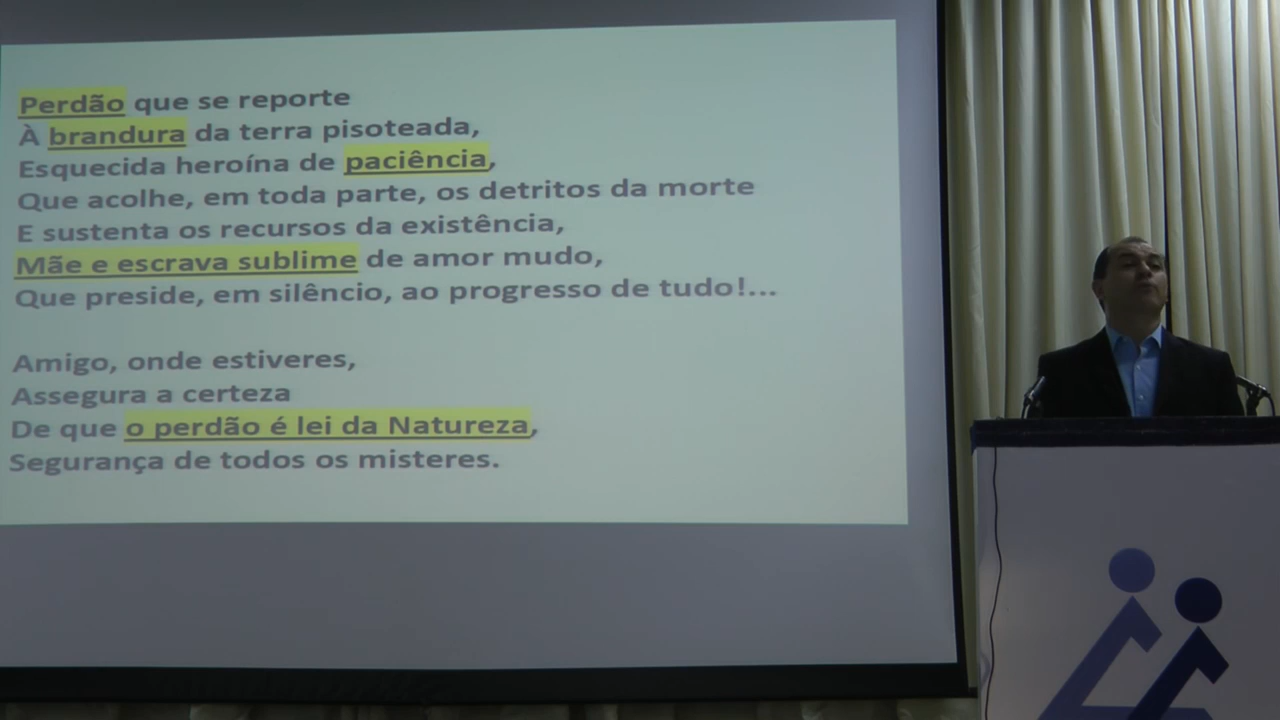 Perdão que se reporte
À brandura da terra pisoteada,
Esquecida heroína de paciência,
Que acolhe, em toda parte, os detritos da morte
E sustenta os recursos da existência,
Mãe e escrava sublime de amor mudo,
Que preside, em silêncio, ao progresso de tudo!...
Amigo, onde estiveres,
Assegura a certeza
De que o perdão é lei da Natureza,
Segurança de todos os misteres.